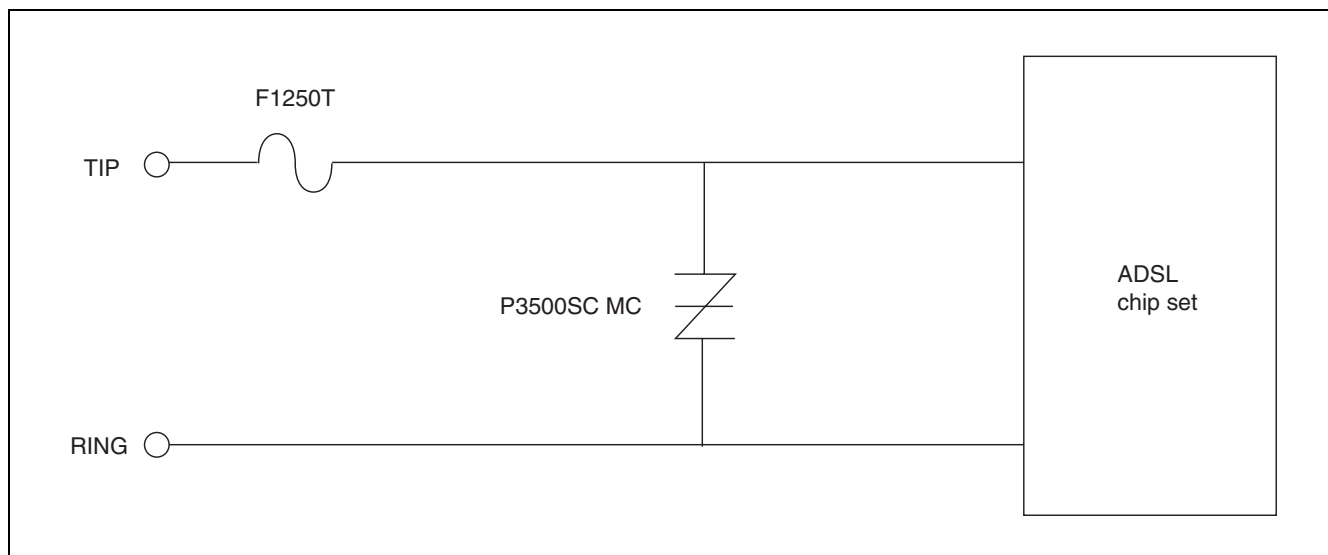 F1250T
TIP
P3500SC MC
ADSL
chip set
RING